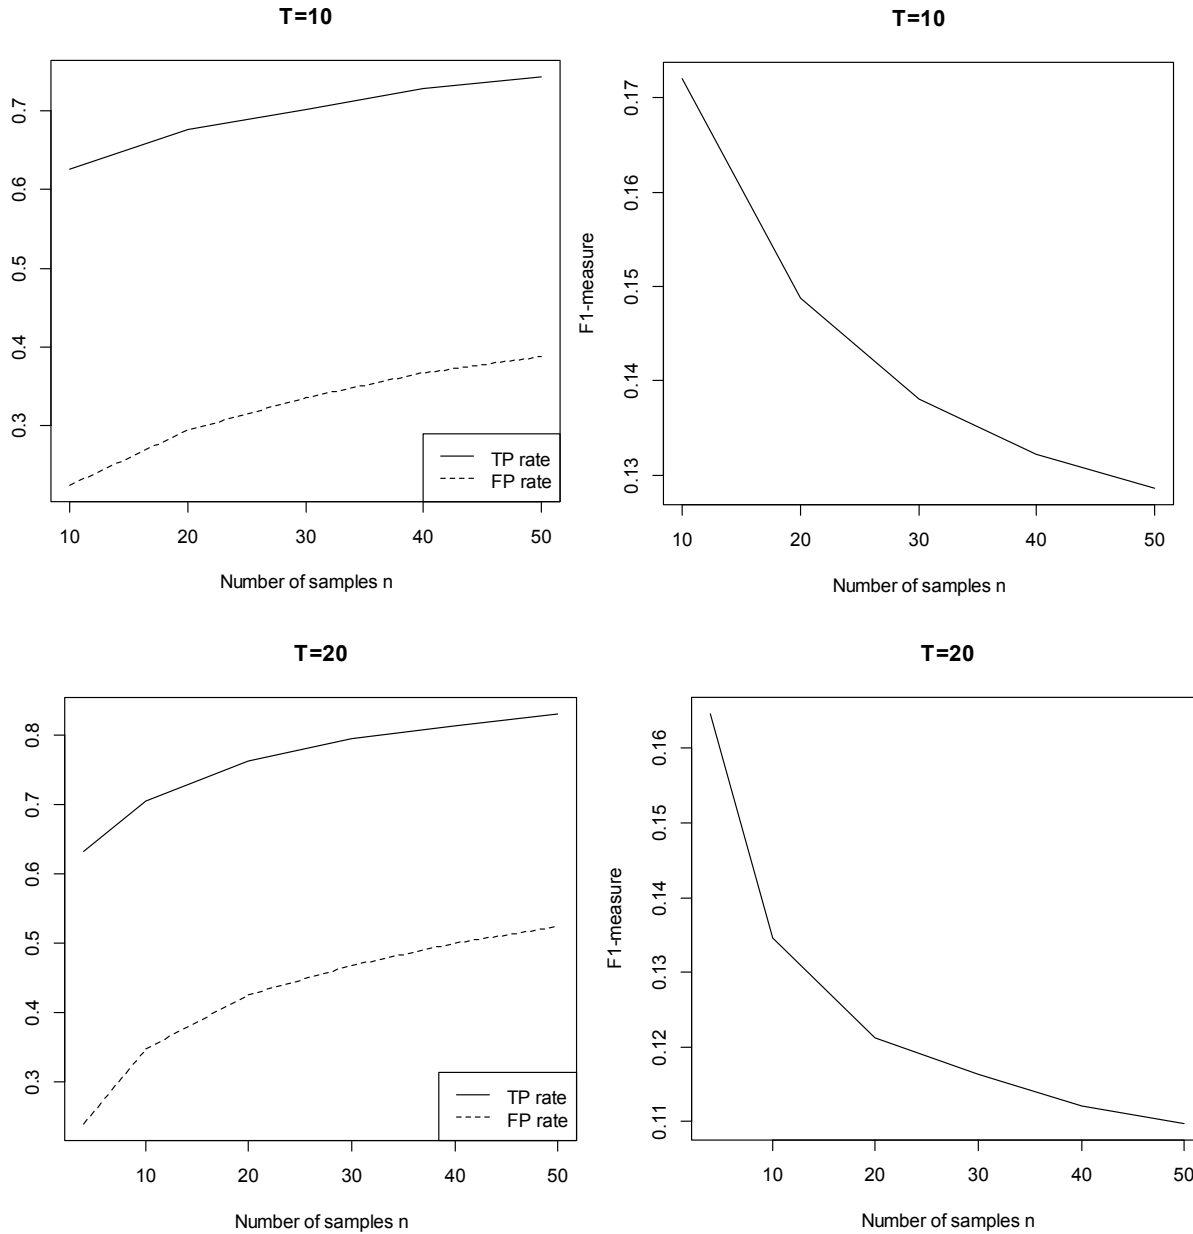 T=10
0.7
0.6
0.5
0.4
0.3
TP rate
FP rate
10 20 30 40 50
Number of samples n
T=10
F1-measure
0.17
0.16
0.15
0.14
0.13
10 20 30 40 50
Number of samples n
T=20
0.8
0.7
0.6
0.5
0.4
0.3
TP rate
FP rate
10 20 30 40 50
Number of samples n
T=20
F1-measure
0.16
0.15
0.14
0.13
0.12
0.11
10 20 30 40 50
Number of samples n